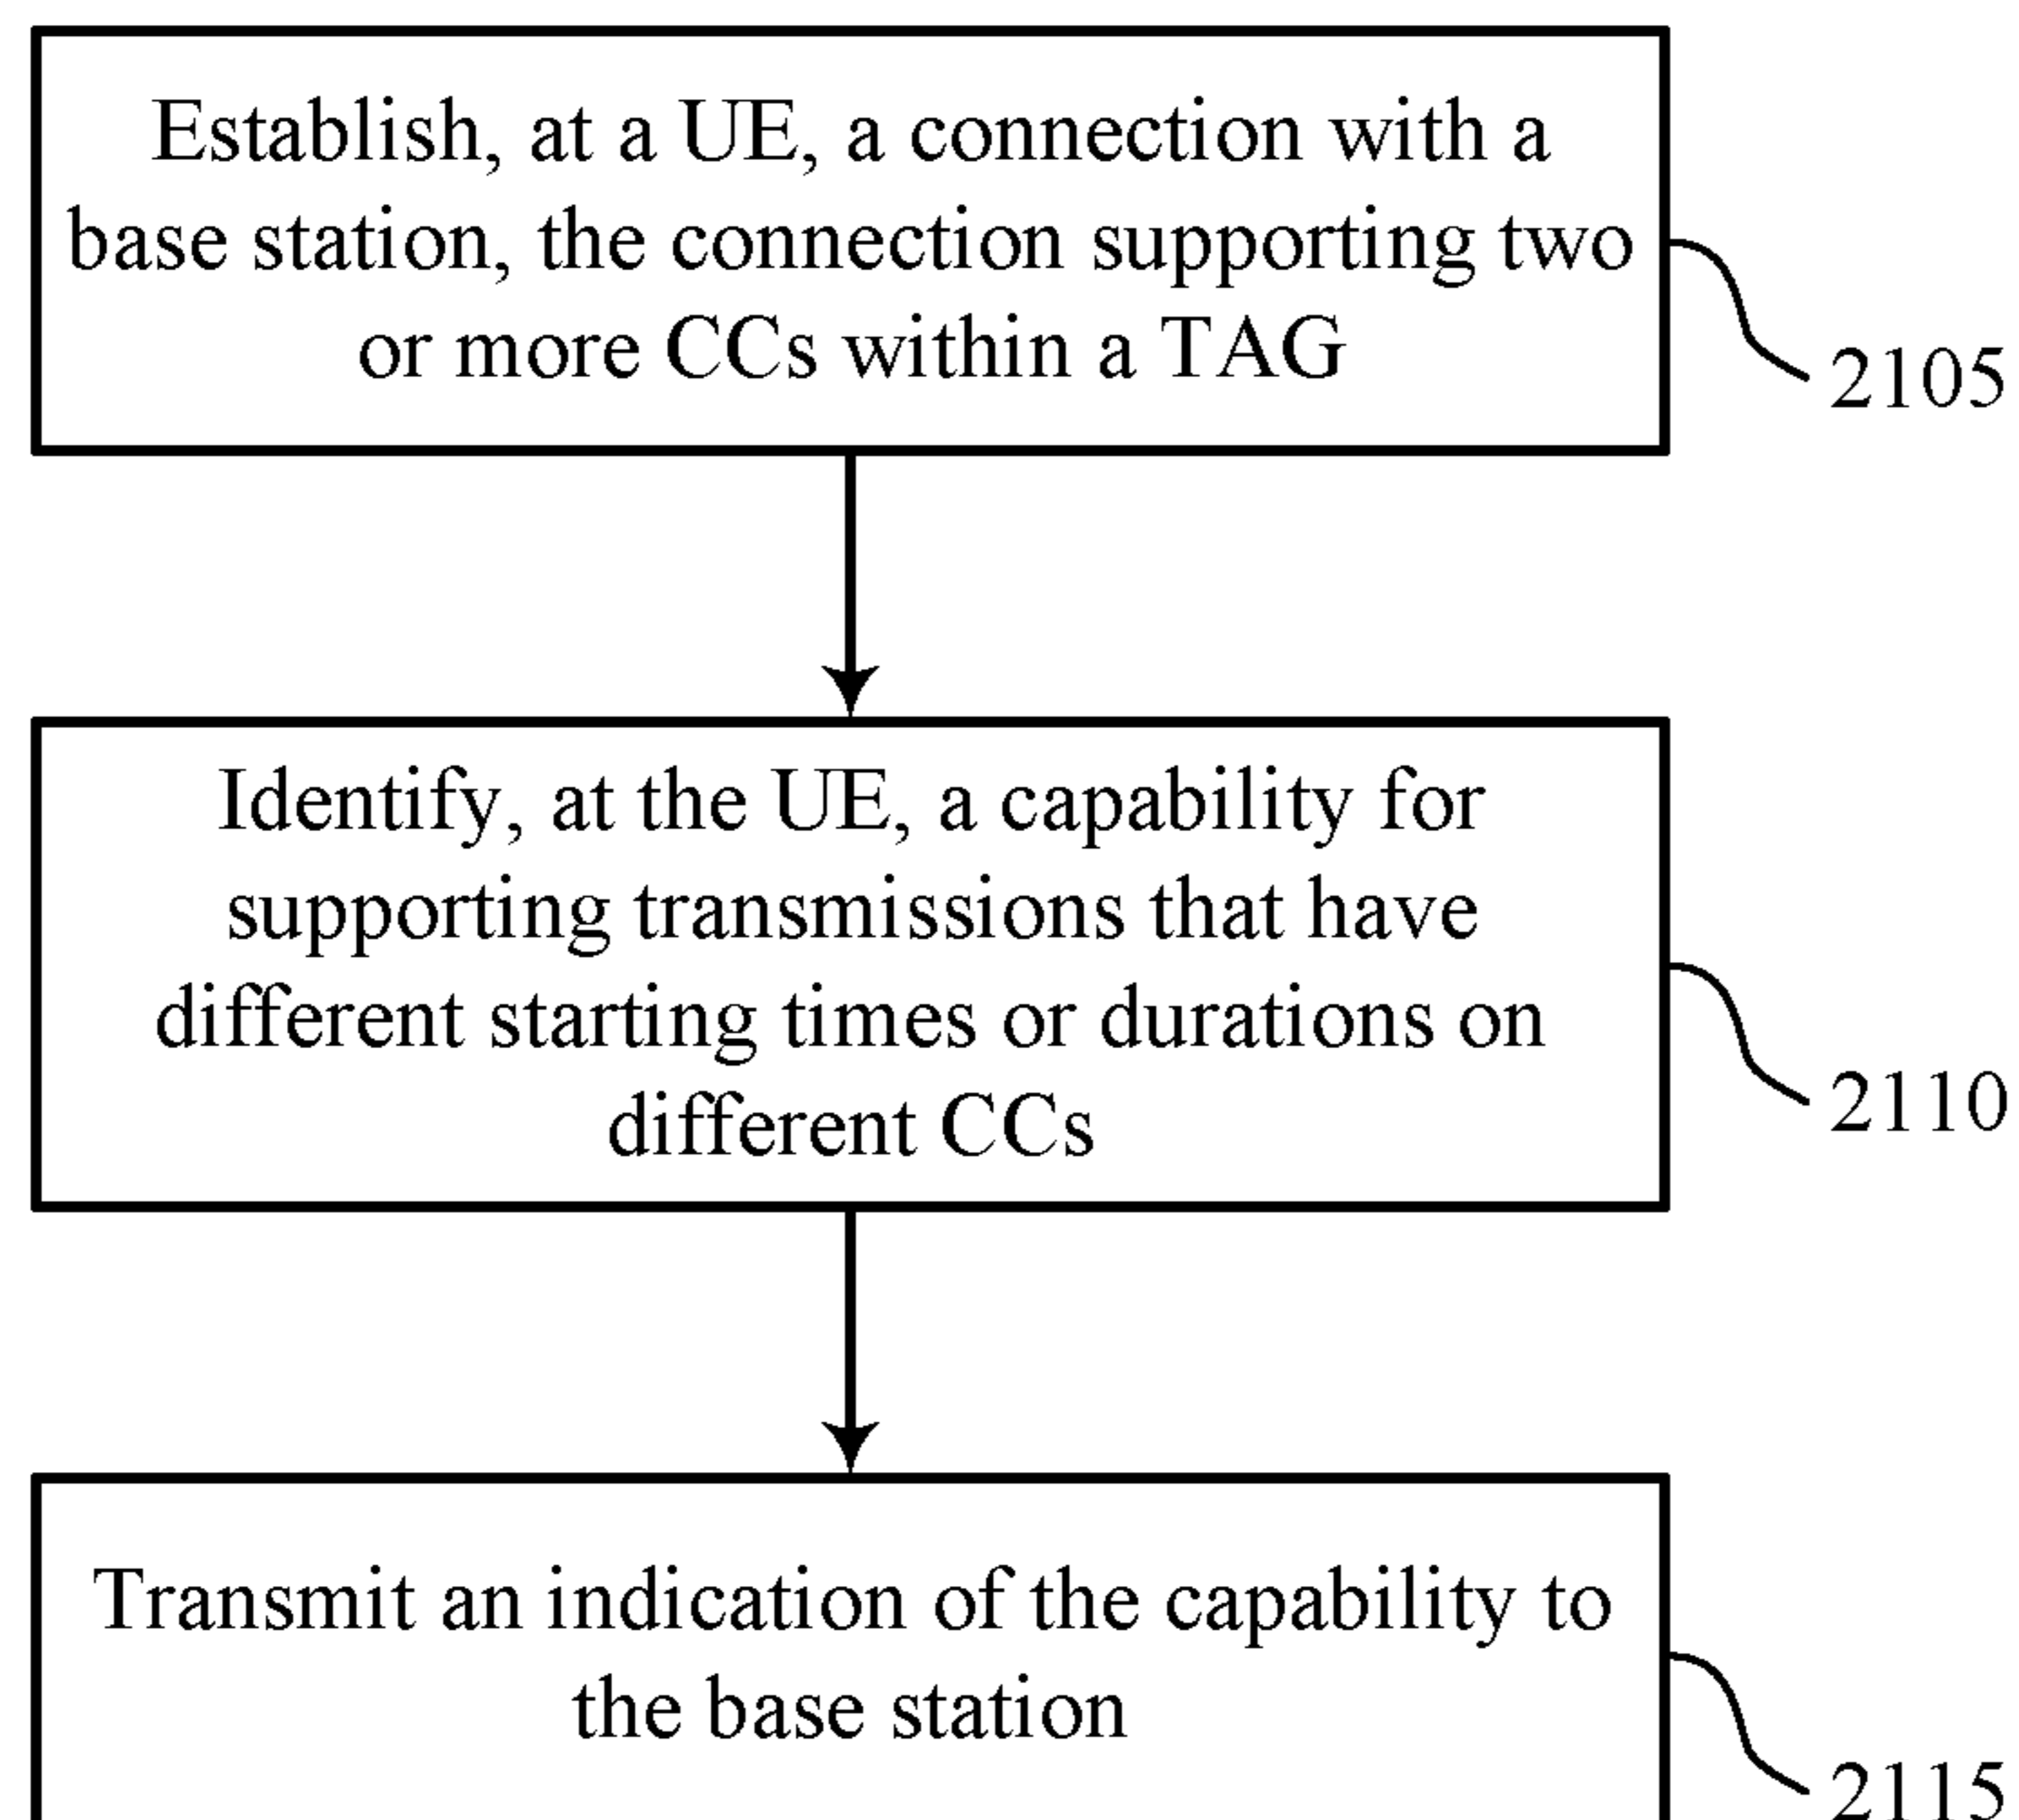 Establish, at a UE, a connection with a
base station, the connection supporting two
or more CCs within a TAG
2105
Identify, at the UE, a capability for
supporting transmissions that have
different starting times or durations on
different CCs
2110
Transmit an indication of the capability to
the base station
2115